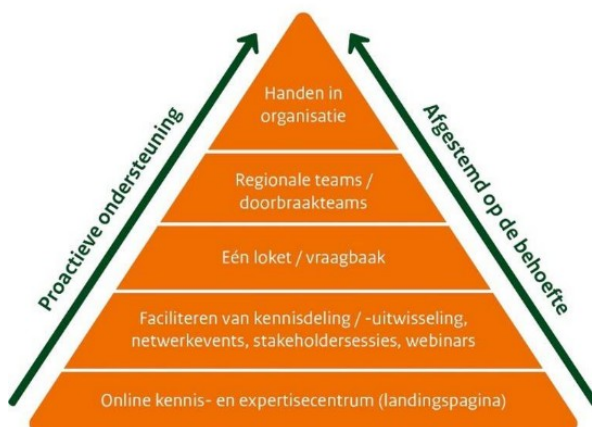 Handen in
organisatie
Regionale teams /
doorbraakteams
Eén loket / vraagbaak
Faciliteren van kennisdeling / -uitwisseling,
netwerkevents, stakeholdersessies, webinars
Online kennis- en expertisecentrum (landingspagina)
Proactieve ondersteuning
Afgestemd op de behoefte